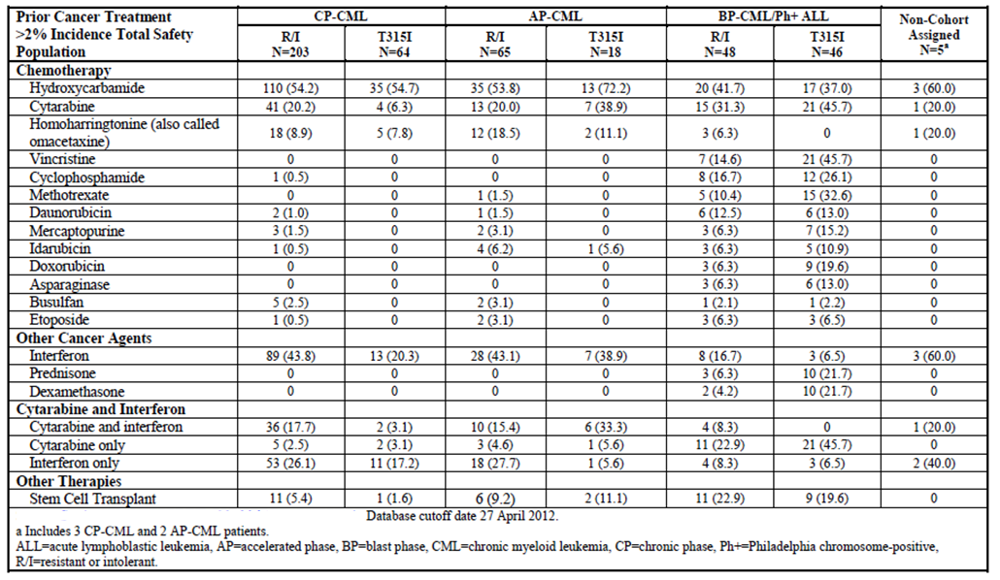 Prior Cancer Treatment >2% Incidence Total Safety Population | CP-CML | AP-CML | BP-CML/Ph+ ALL | Non-Cohort Assigned N=5a
R/I N=203 | T315I N=64 | R/I N=65 | T315I N=18 | R/I N=48 | T315I N=46
Chemotherapy
Hydroxycarbamide 110 (54.2) 35 (54.7) 35 (53.8) 13 (72.2) 20 (41.7) 17 (37.0) 3 (60.0)
Cytarabine 41 (20.2) 4 (6.3) 13 (20.0) 7 (38.9) 15 (31.3) 21 (45.7) 1 (20.0)
Homoharringtonine (also called omacetaxine) 18 (8.9) 5 (7.8) 12 (18.5) 2 (11.1) 3 (6.3) 0 1 (20.0)
Vincristine 0 0 0 0 7 (14.6) 21 (45.7) 0
Cyclophosphamide 1 (0.5) 0 0 0 8 (16.7) 12 (26.1) 0
Methotrexate 0 0 1 (1.5) 0 5 (10.4) 15 (32.6) 0
Daunorubicin 2 (1.0) 0 1 (1.5) 0 6 (12.5) 6 (13.0) 0
Mercaptopurine 3 (1.5) 0 2 (3.1) 0 3 (6.3) 7 (15.2) 0
Idarubicin 1 (0.5) 0 4 (6.2) 1 (5.6) 3 (6.3) 5 (10.9) 0
Doxorubicin 0 0 0 0 3 (6.3) 9 (19.6) 0
Asparaginase 0 0 0 0 3 (6.3) 6 (13.0) 0
Busulfan 5 (2.5) 0 2 (3.1) 0 1 (2.1) 1 (2.2) 0
Etoposide 1 (0.5) 0 2 (3.1) 0 3 (6.3) 3 (6.5) 0
Other Cancer Agents
Interferon 89 (43.8) 13 (20.3) 28 (43.1) 7 (38.9) 8 (16.7) 3 (6.5) 3 (60.0)
Prednisone 0 0 0 0 3 (6.3) 10 (21.7) 0
Dexamethasone 0 0 0 0 2 (4.2) 10 (21.7) 0
Cytarabine and Interferon
Cytarabine and interferon 36 (17.7) 2 (3.1) 10 (15.4) 6 (33.3) 4 (8.3) 0 1 (20.0)
Cytarabine only 5 (2.5) 2 (3.1) 3 (4.6) 1 (5.6) 11 (22.9) 21 (45.7) 0
Interferon only 53 (26.1) 11 (17.2) 18 (27.7) 1 (5.6) 4 (8.3) 3 (6.5) 2 (40.0)
Other Therapies
Stem Cell Transplant 11 (5.4) 1 (1.6) 6 (9.2) 2 (11.1) 11 (22.9) 9 (19.6) 0
Database cutoff date 27 April 2012.
a Includes 3 CP-CML and 2 AP-CML patients.
ALL=acute lymphoblastic leukemia, AP=accelerated phase, BP=blast phase, CML=chronic myeloid leukemia, CP=chronic phase, Ph+=Philadelphia chromosome-positive,
R/I=resistant or intolerant.